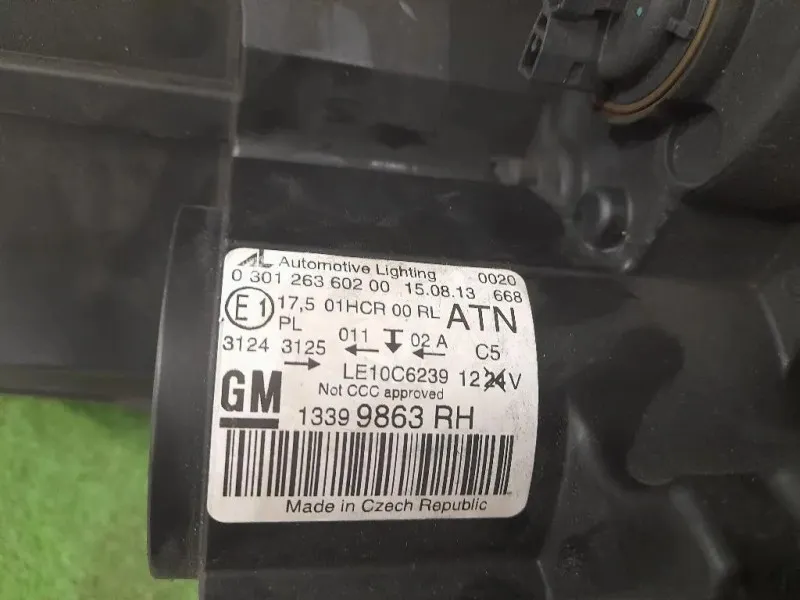 AL Automotive Lighting 0020
0 301 263 602 00 15.08.13 668
E1 17,5 01HCR 00 RL ATN
PL 011 02 A C5
3124 3125 ← ←
→ LE10C6239 12 24 V
Not CCC approved
GM 1339 9863 RH
Made in Czech Republic